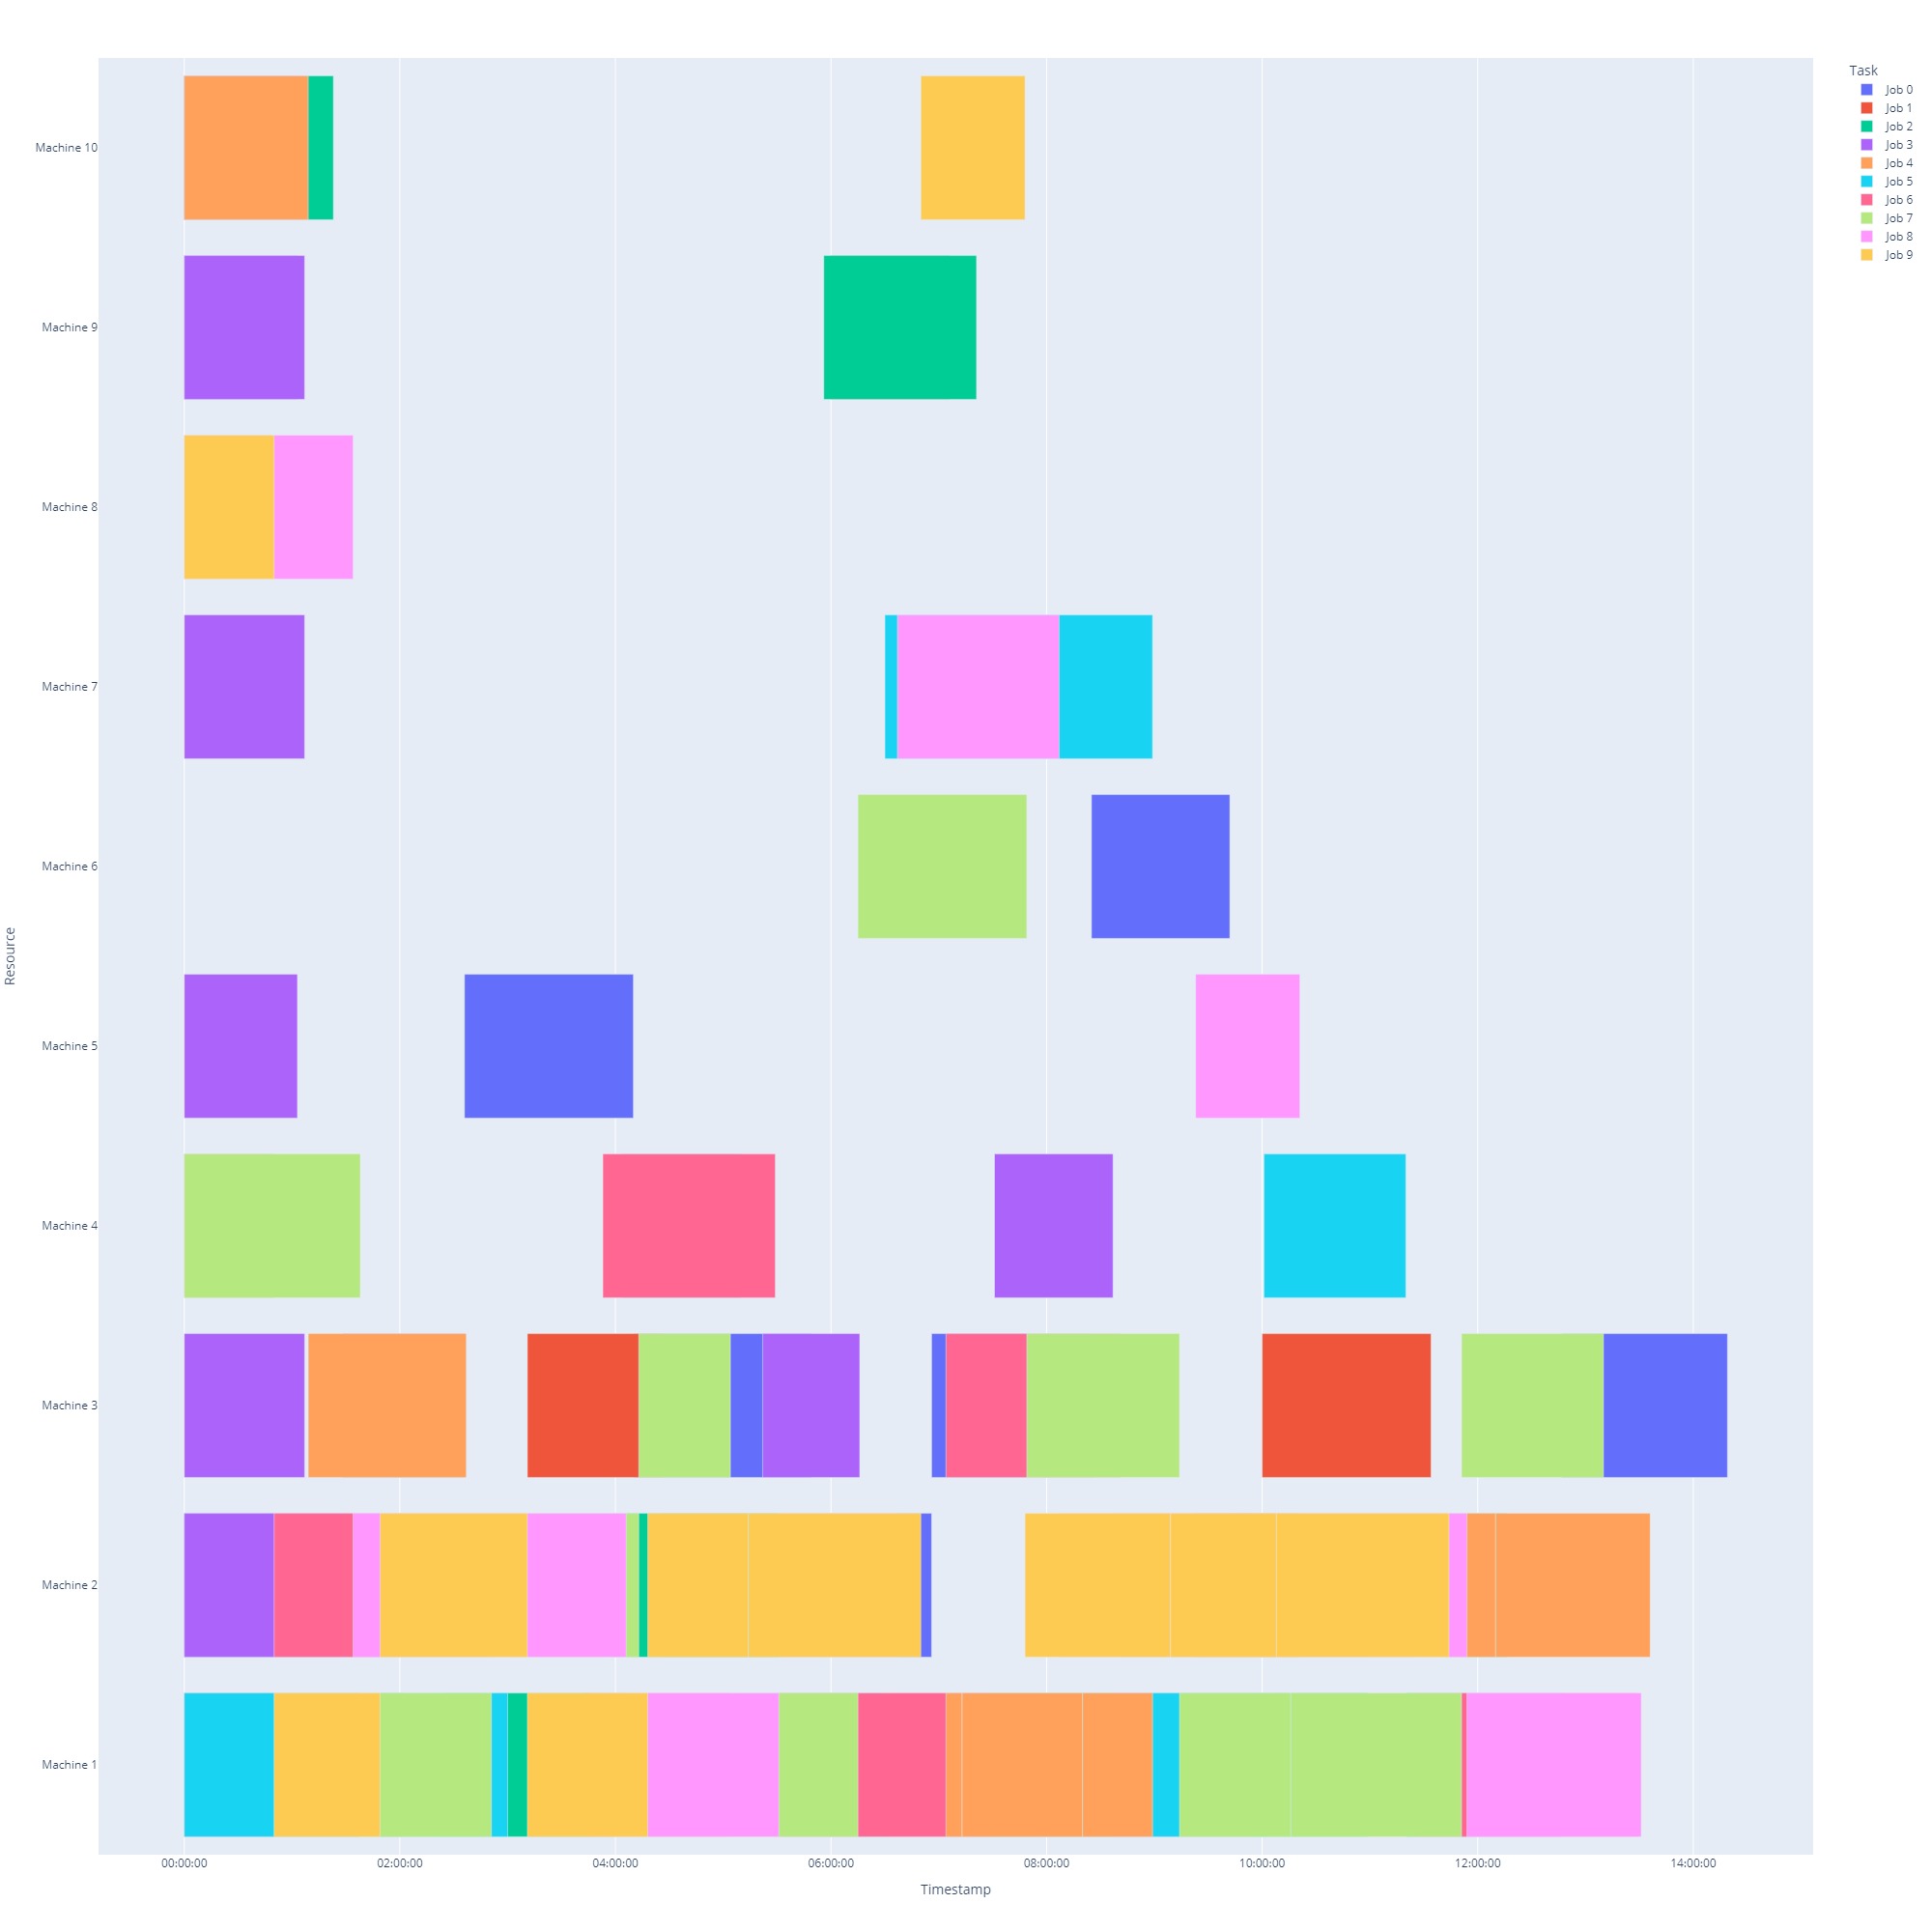 Task
Job 0
Job 1
Job 2
Job 3
Job 4
Job 5
Job 6
Job 7
Job 8
Job 9
Machine 10
Machine 9
Machine 8
Machine 7
Machine 6
Machine 5
Machine 4
Machine 3
Machine 2
Machine 1
Resource
00:00:00 02:00:00 04:00:00 06:00:00 08:00:00 10:00:00 12:00:00 14:00:00
Timestamp